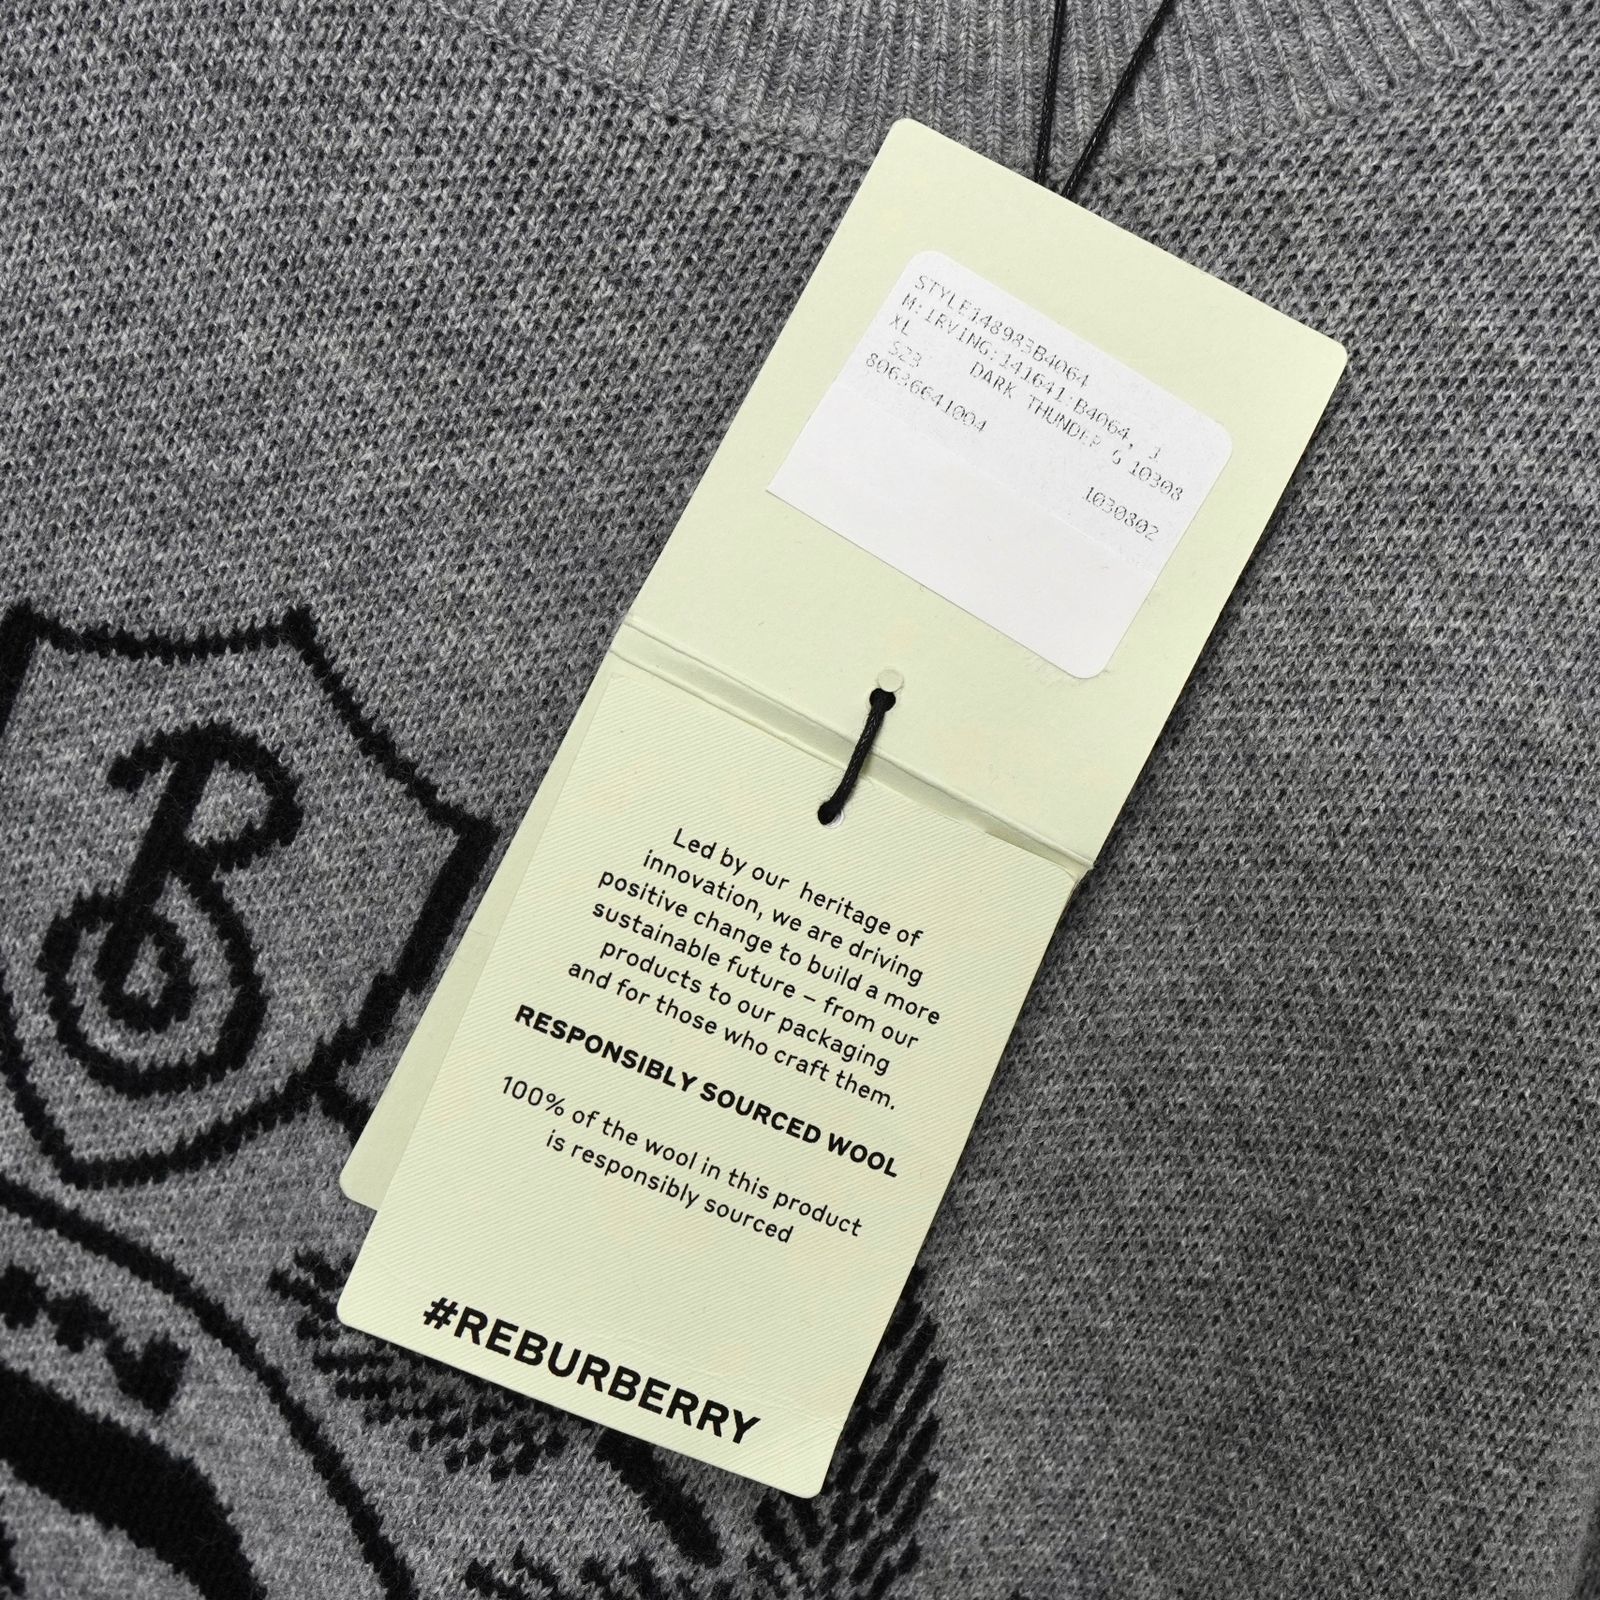 STYLE148983B4064
M:IRVING:141641:B4064, 1
XL DARK THUNDER G 10308
S23
80636641004 1030802
Led by our heritage of
innovation, we are driving
positive change to build a more
sustainable future – from our
products to our packaging
and for those who craft them.
RESPONSIBLY SOURCED WOOL
100% of the wool in this product
is responsibly sourced
#REBURBERRY
B